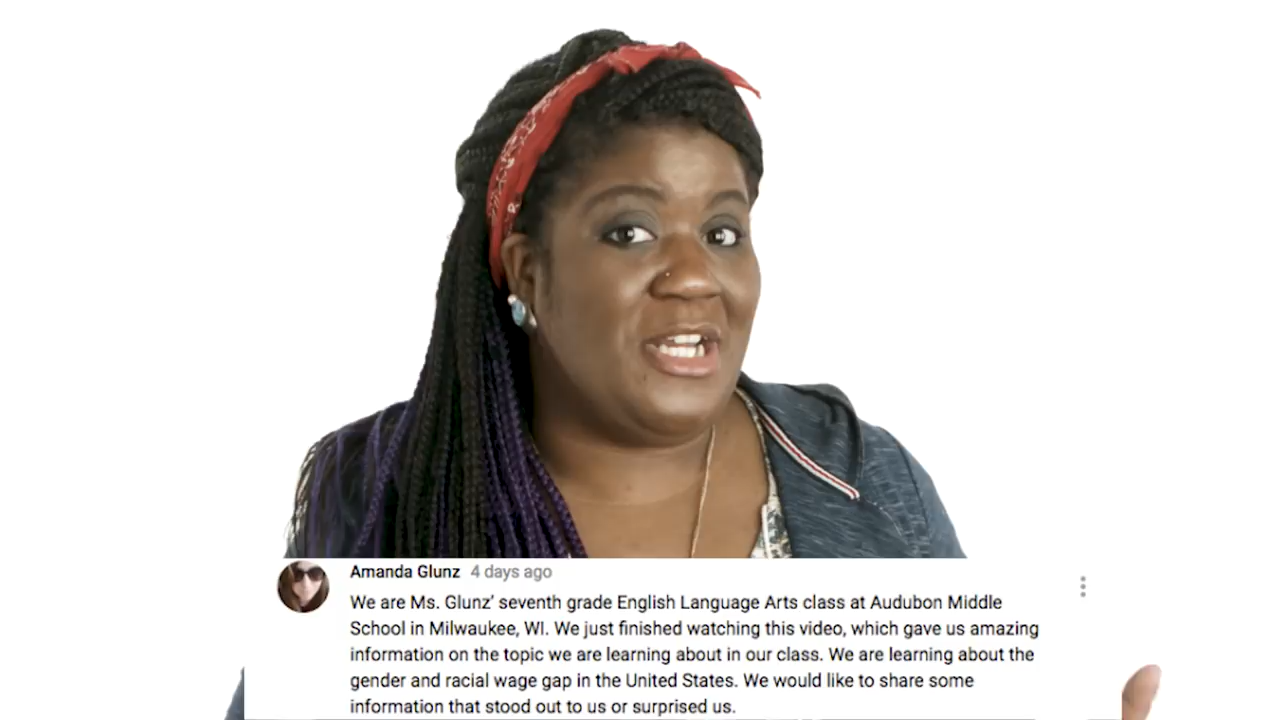 Amanda Glunz 4 days ago
We are Ms. Glunz' seventh grade English Language Arts class at Audubon Middle
School in Milwaukee, WI. We just finished watching this video, which gave us amazing
information on the topic we are learning about in our class. We are learning about the
gender and racial wage gap in the United States. We would like to share some
information that stood out to us or surprised us.